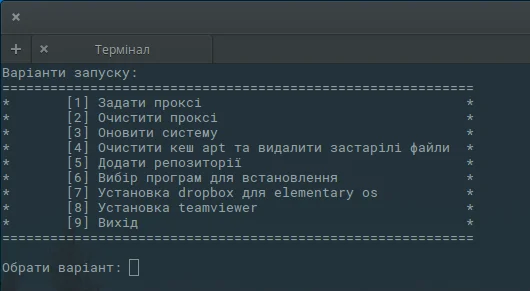 Термінал
Варіанти запуску:
===========================================================
* [1] Задати проксі *
* [2] Очистити проксі *
* [3] Оновити систему *
* [4] Очистити кеш apt та видалити застарілі файли *
* [5] Додати репозиторії *
* [6] Вибір програм для встановлення *
* [7] Установка dropbox для elementary os *
* [8] Установка teamviewer *
* [9] Вихід *
===========================================================
Обрати варіант: